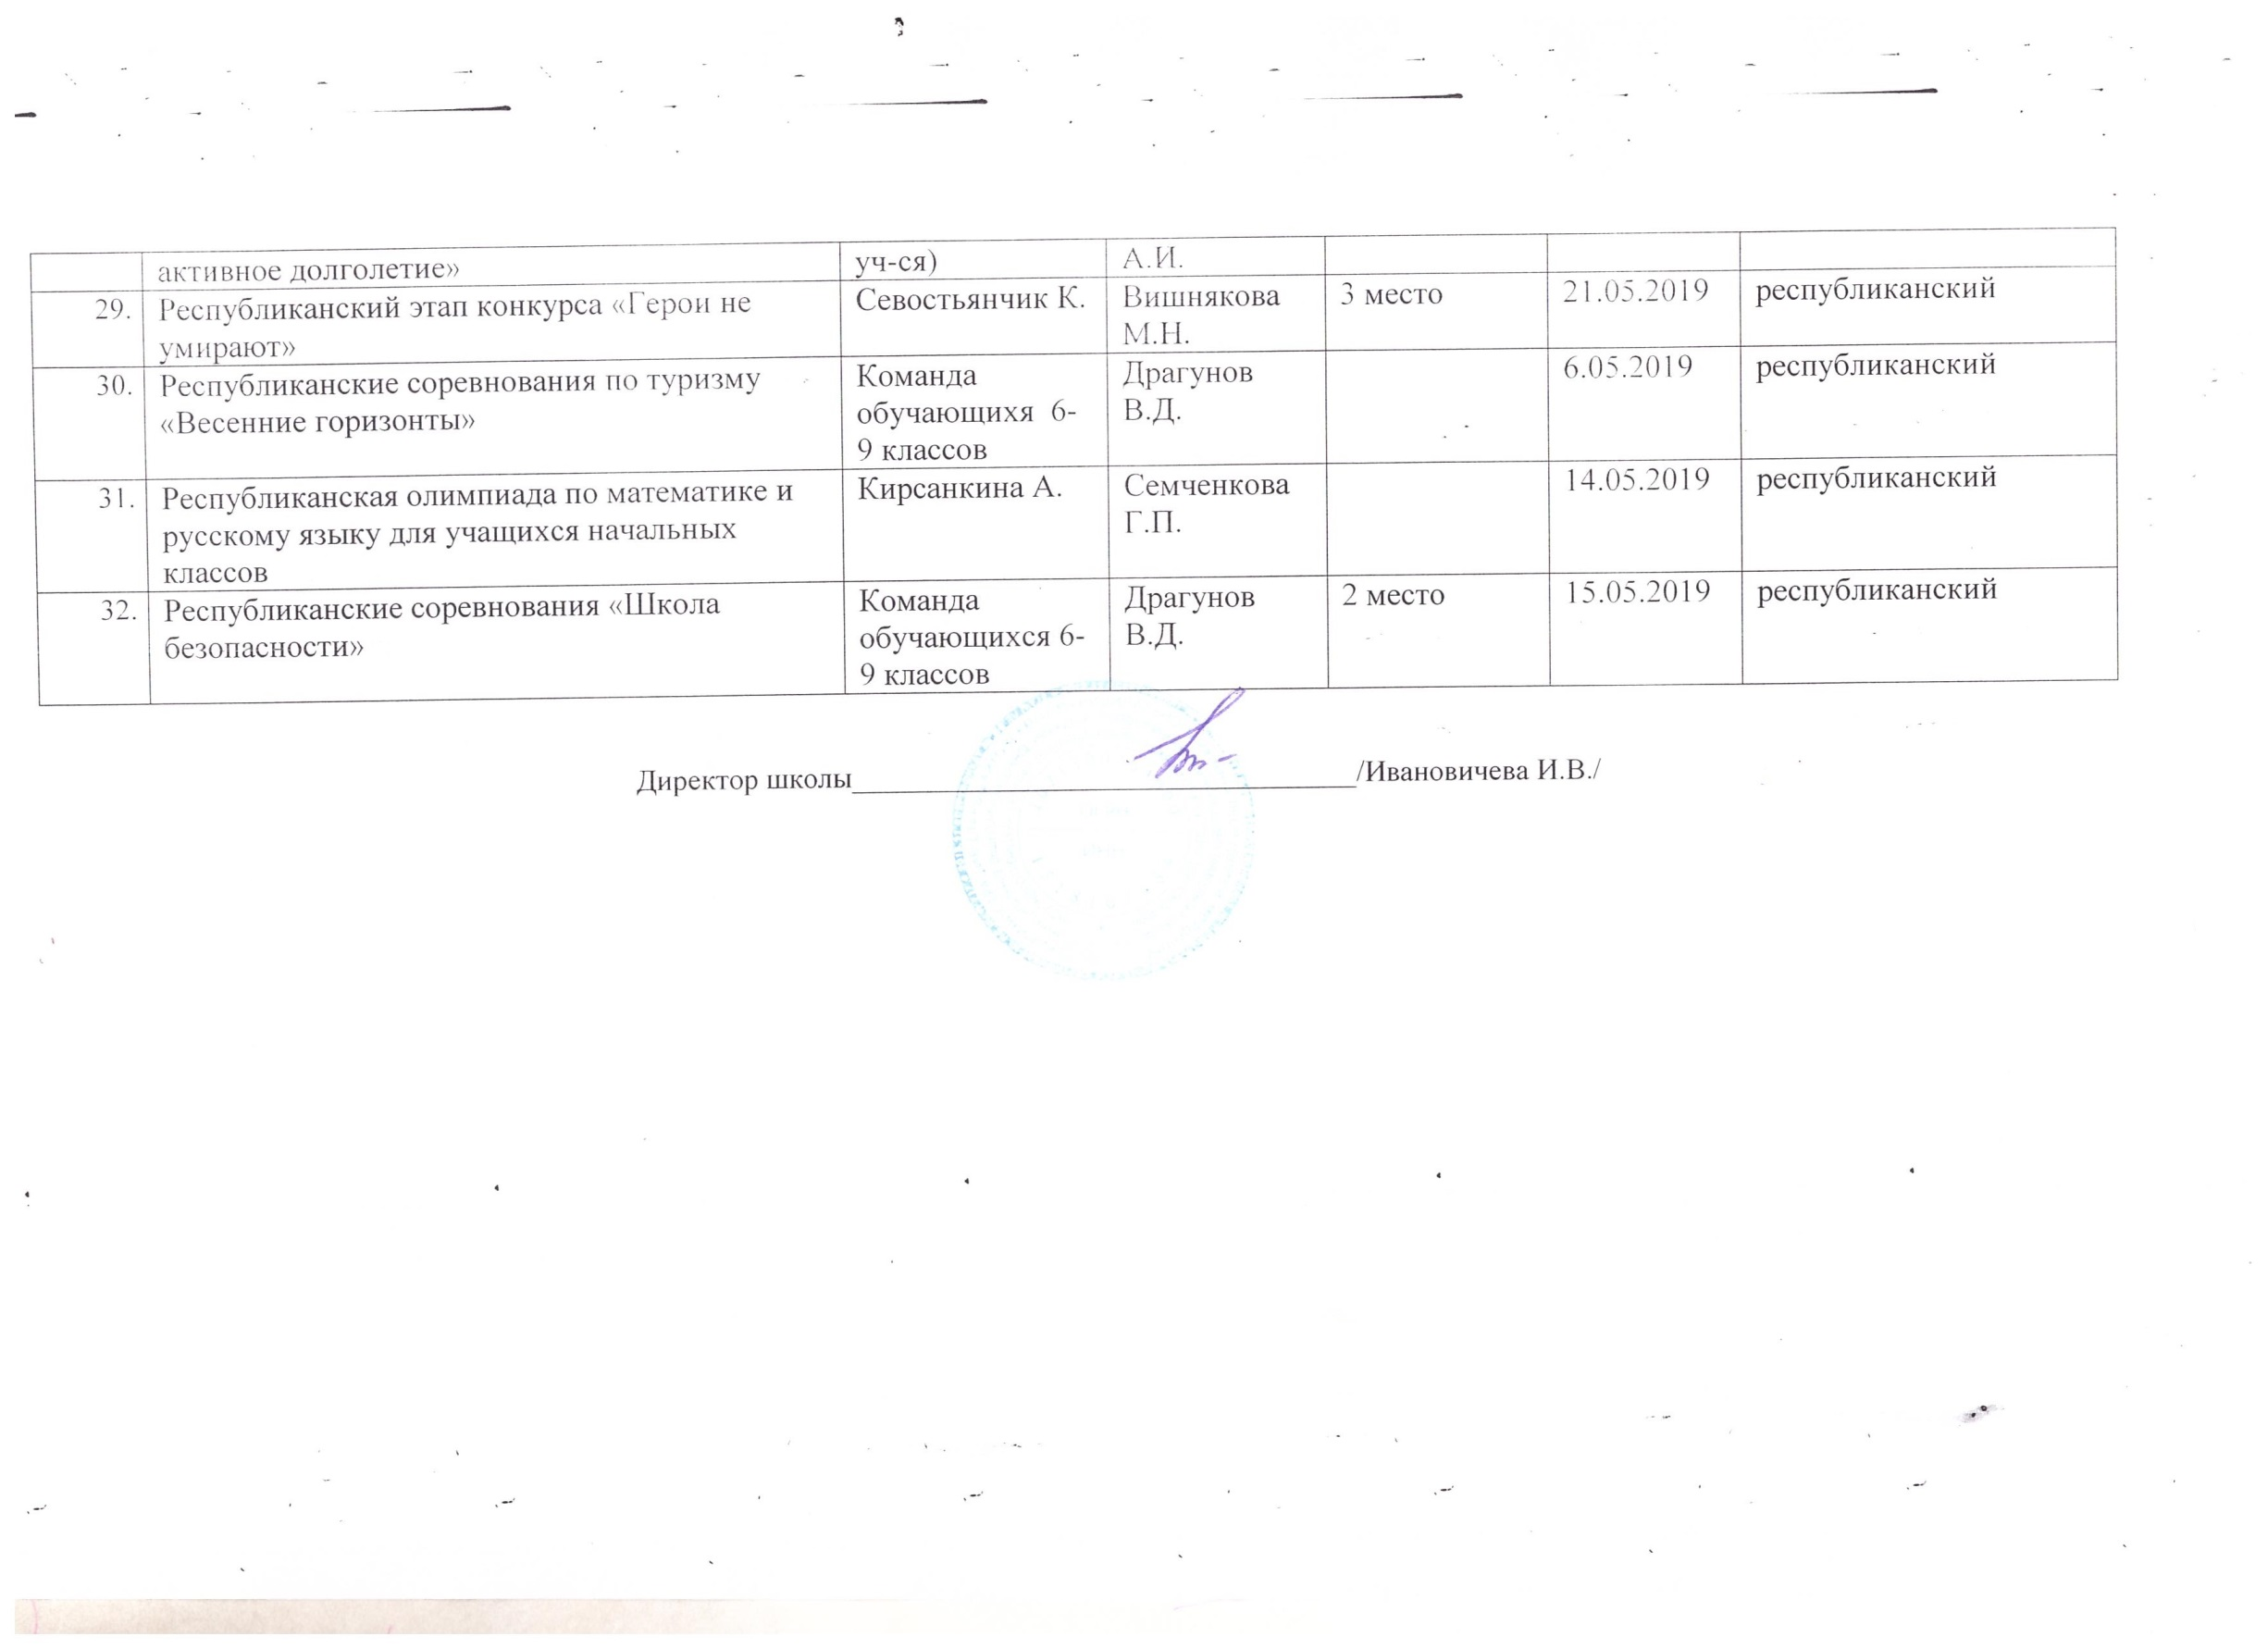 активное долголетие» уч-ся) А.И.
29. Республиканский этап конкурса «Герои не Севостьянчик К. Вишнякова 3 место 21.05.2019 республиканский
умирают» М.Н.
30. Республиканские соревнования по туризму Команда Драгунов 6.05.2019 республиканский
«Весенние горизонты» обучающихя 6- В.Д.
9 классов
31. Республиканская олимпиада по математике и Кирсанкина А. Семченкова 14.05.2019 республиканский
русскому языку для учащихся начальных Г.П.
классов
32. Республиканские соревнования «Школа Команда Драгунов 2 место 15.05.2019 республиканский
безопасности» обучающихся 6- В.Д.
9 классов
Директор школы /Ивановичева И.В./